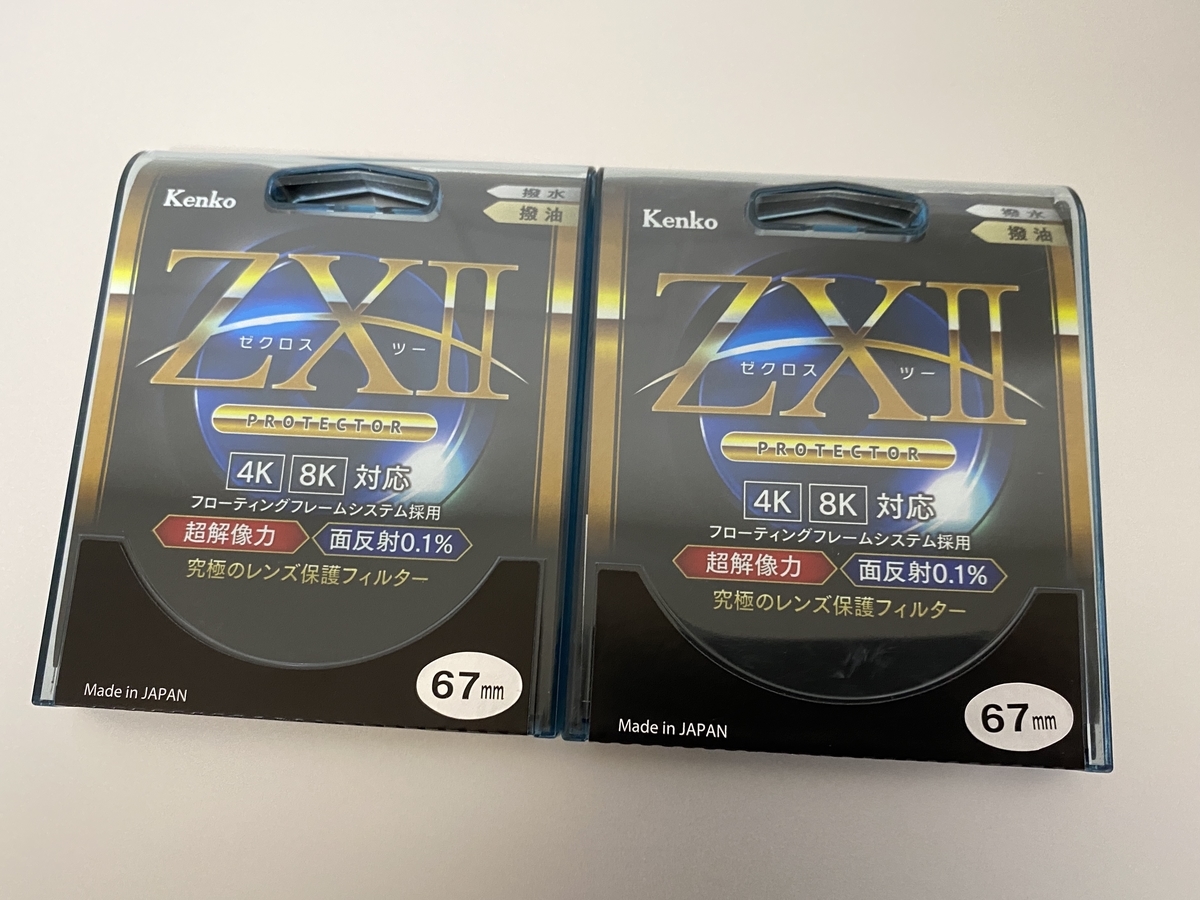 Kenko
撥水
撥油
ZXII
ゼクロス ツー
PROTECTOR
4K 8K 対応
フローティングフレームシステム採用
超解像力 面反射0.1%
究極のレンズ保護フィルター
Made in JAPAN
67mm
Kenko
撥水
撥油
ZXII
ゼクロス ツー
PROTECTOR
4K 8K 対応
フローティングフレームシステム採用
超解像力 面反射0.1%
究極のレンズ保護フィルター
Made in JAPAN
67mm